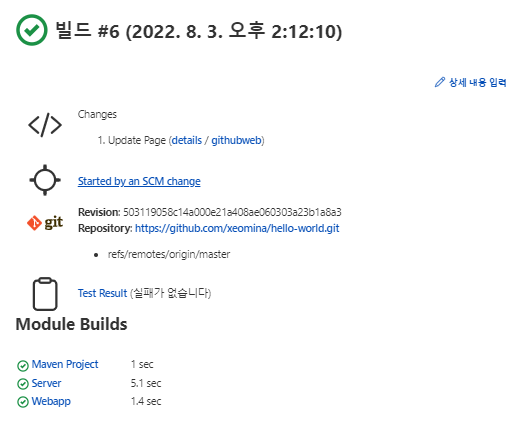 빌드 #6 (2022. 8. 3. 오후 2:12:10)
상세 내용 입력
Changes
1. Update Page (details / githubweb)
Started by an SCM change
git
Revision: 503119058c14a000e21a408ae060303a23b1a8a3
Repository: https://github.com/xeomina/hello-world.git
• refs/remotes/origin/master
Test Result (실패가 없습니다)
Module Builds
Maven Project 1 sec
Server 5.1 sec
Webapp 1.4 sec